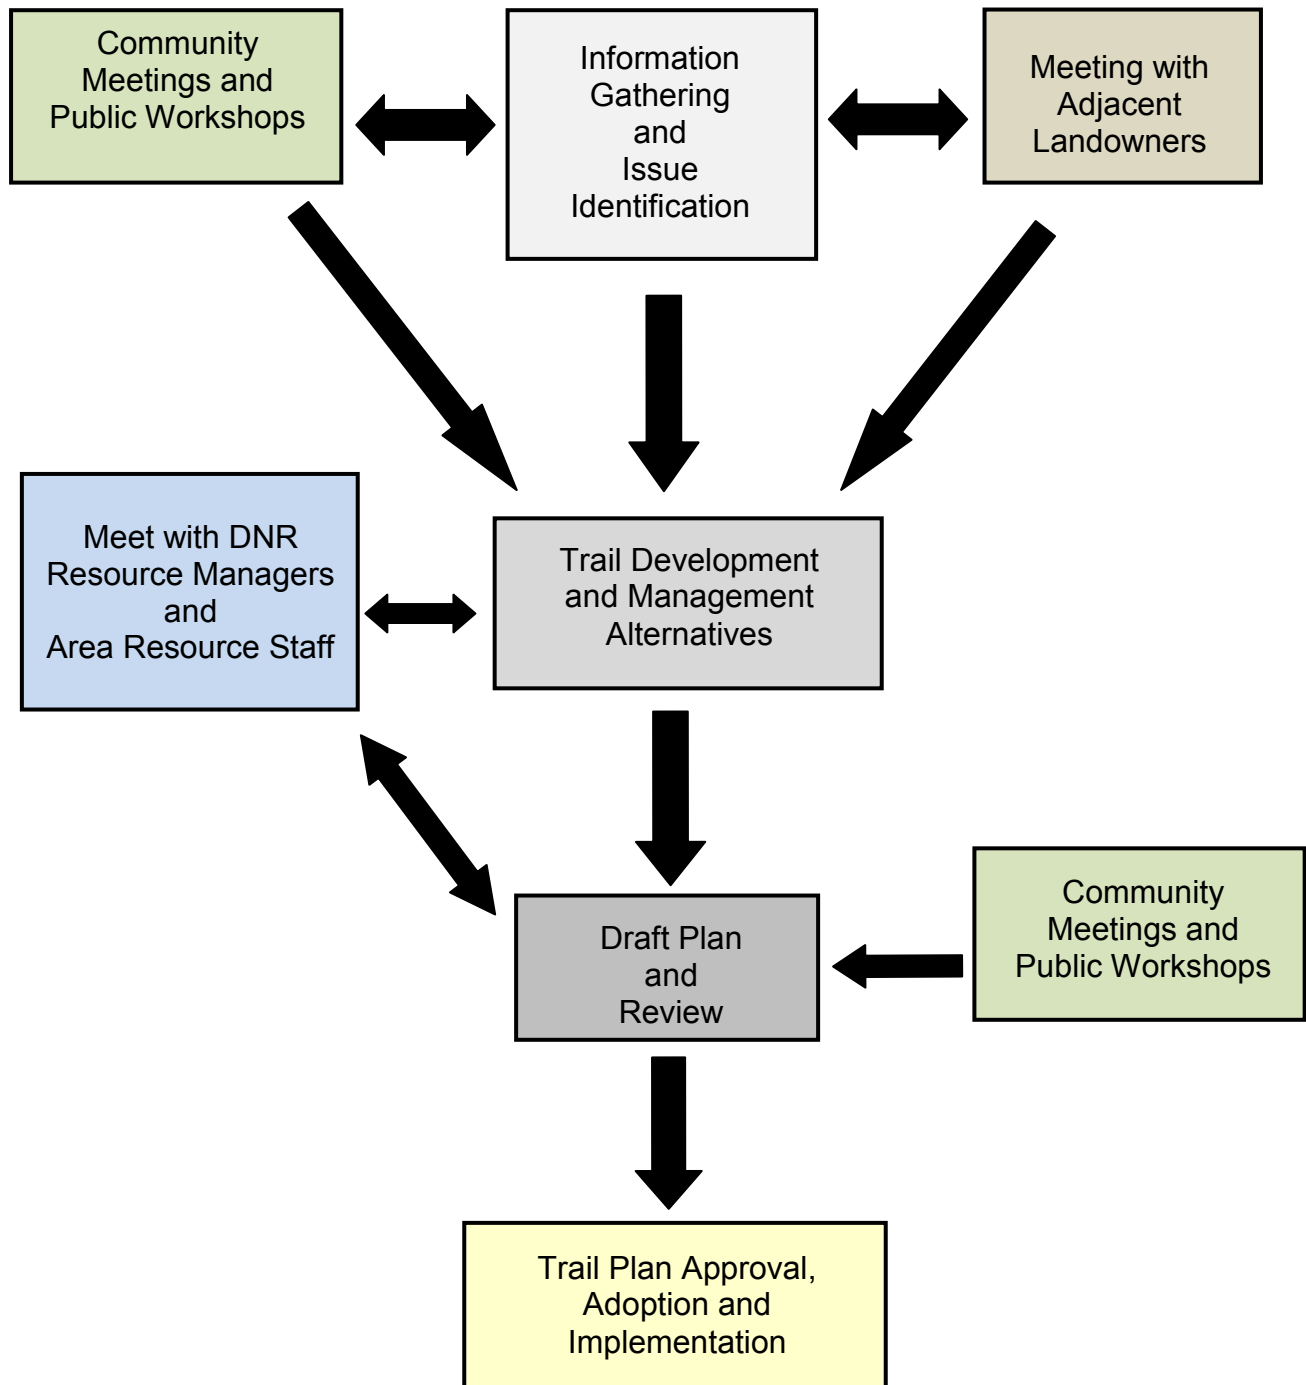 Community
Meetings and
Public Workshops
Information
Gathering
and
Issue
Identification
Meeting with
Adjacent
Landowners
Meet with DNR
Resource Managers
and
Area Resource Staff
Trail Development
and Management
Alternatives
Draft Plan
and
Review
Community
Meetings and
Public Workshops
Trail Plan Approval,
Adoption and
Implementation